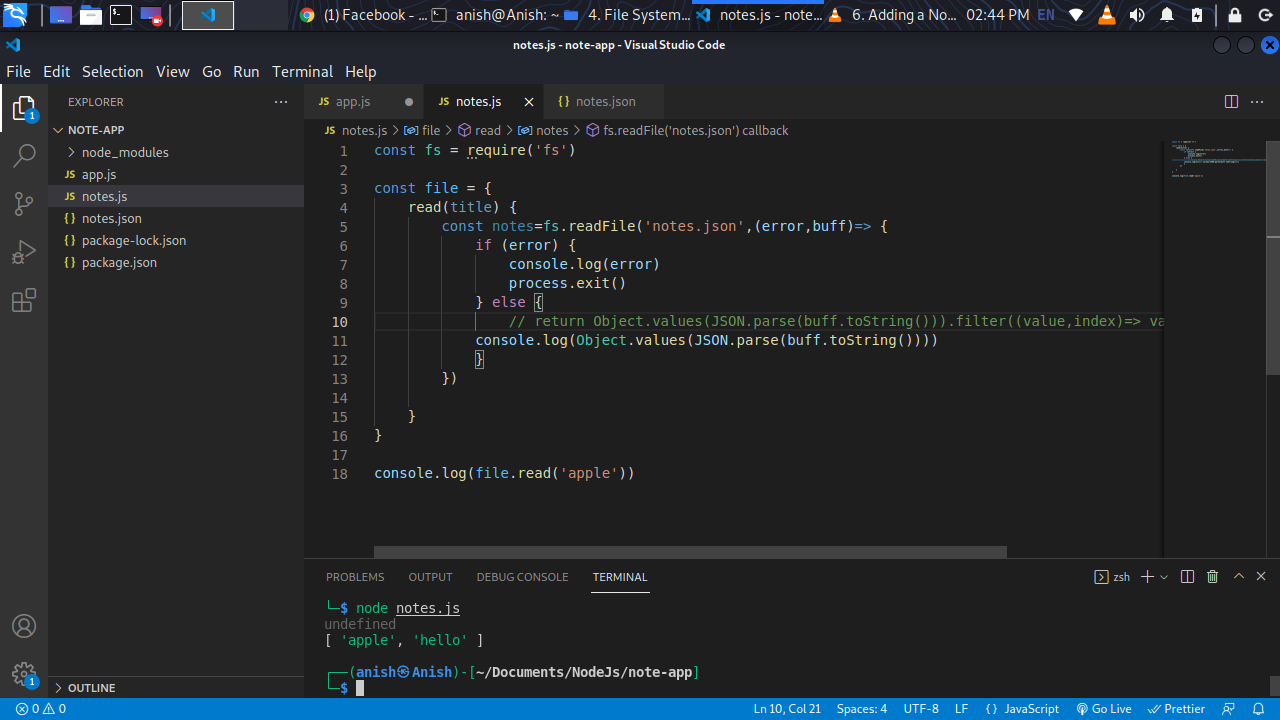 (1) Facebook - ... anish@Anish: ~ 4. File System... notes.js - note... 6. Adding a No... 02:44 PM EN
notes.js - note-app - Visual Studio Code
File Edit Selection View Go Run Terminal Help
EXPLORER ...
JS app.js
JS notes.js
{} notes.json
NOTE-APP
JS notes.js > file > read > notes > fs.readFile('notes.json') callback
node_modules
JS app.js
JS notes.js
{} notes.json
{} package-lock.json
{} package.json
1
1 const fs = require('fs')
2
3 const file = {
4 read(title) {
5 const notes=fs.readFile('notes.json',(error,buff)=> {
6 if (error) {
7 console.log(error)
8 process.exit()
9 } else {
10 // return Object.values(JSON.parse(buff.toString())).filter((value,index)=> va
11 console.log(Object.values(JSON.parse(buff.toString())))
12 }
13 })
14
15 }
16 }
17
18 console.log(file.read('apple'))
PROBLEMS OUTPUT DEBUG CONSOLE TERMINAL zsh
└─$ node notes.js
undefined
[ 'apple', 'hello' ]
┌──(anish㉿Anish)-[~/Documents/NodeJs/note-app]
└─$
1
OUTLINE
0 0 Ln 10, Col 21 Spaces: 4 UTF-8 LF {} JavaScript Go Live Prettier